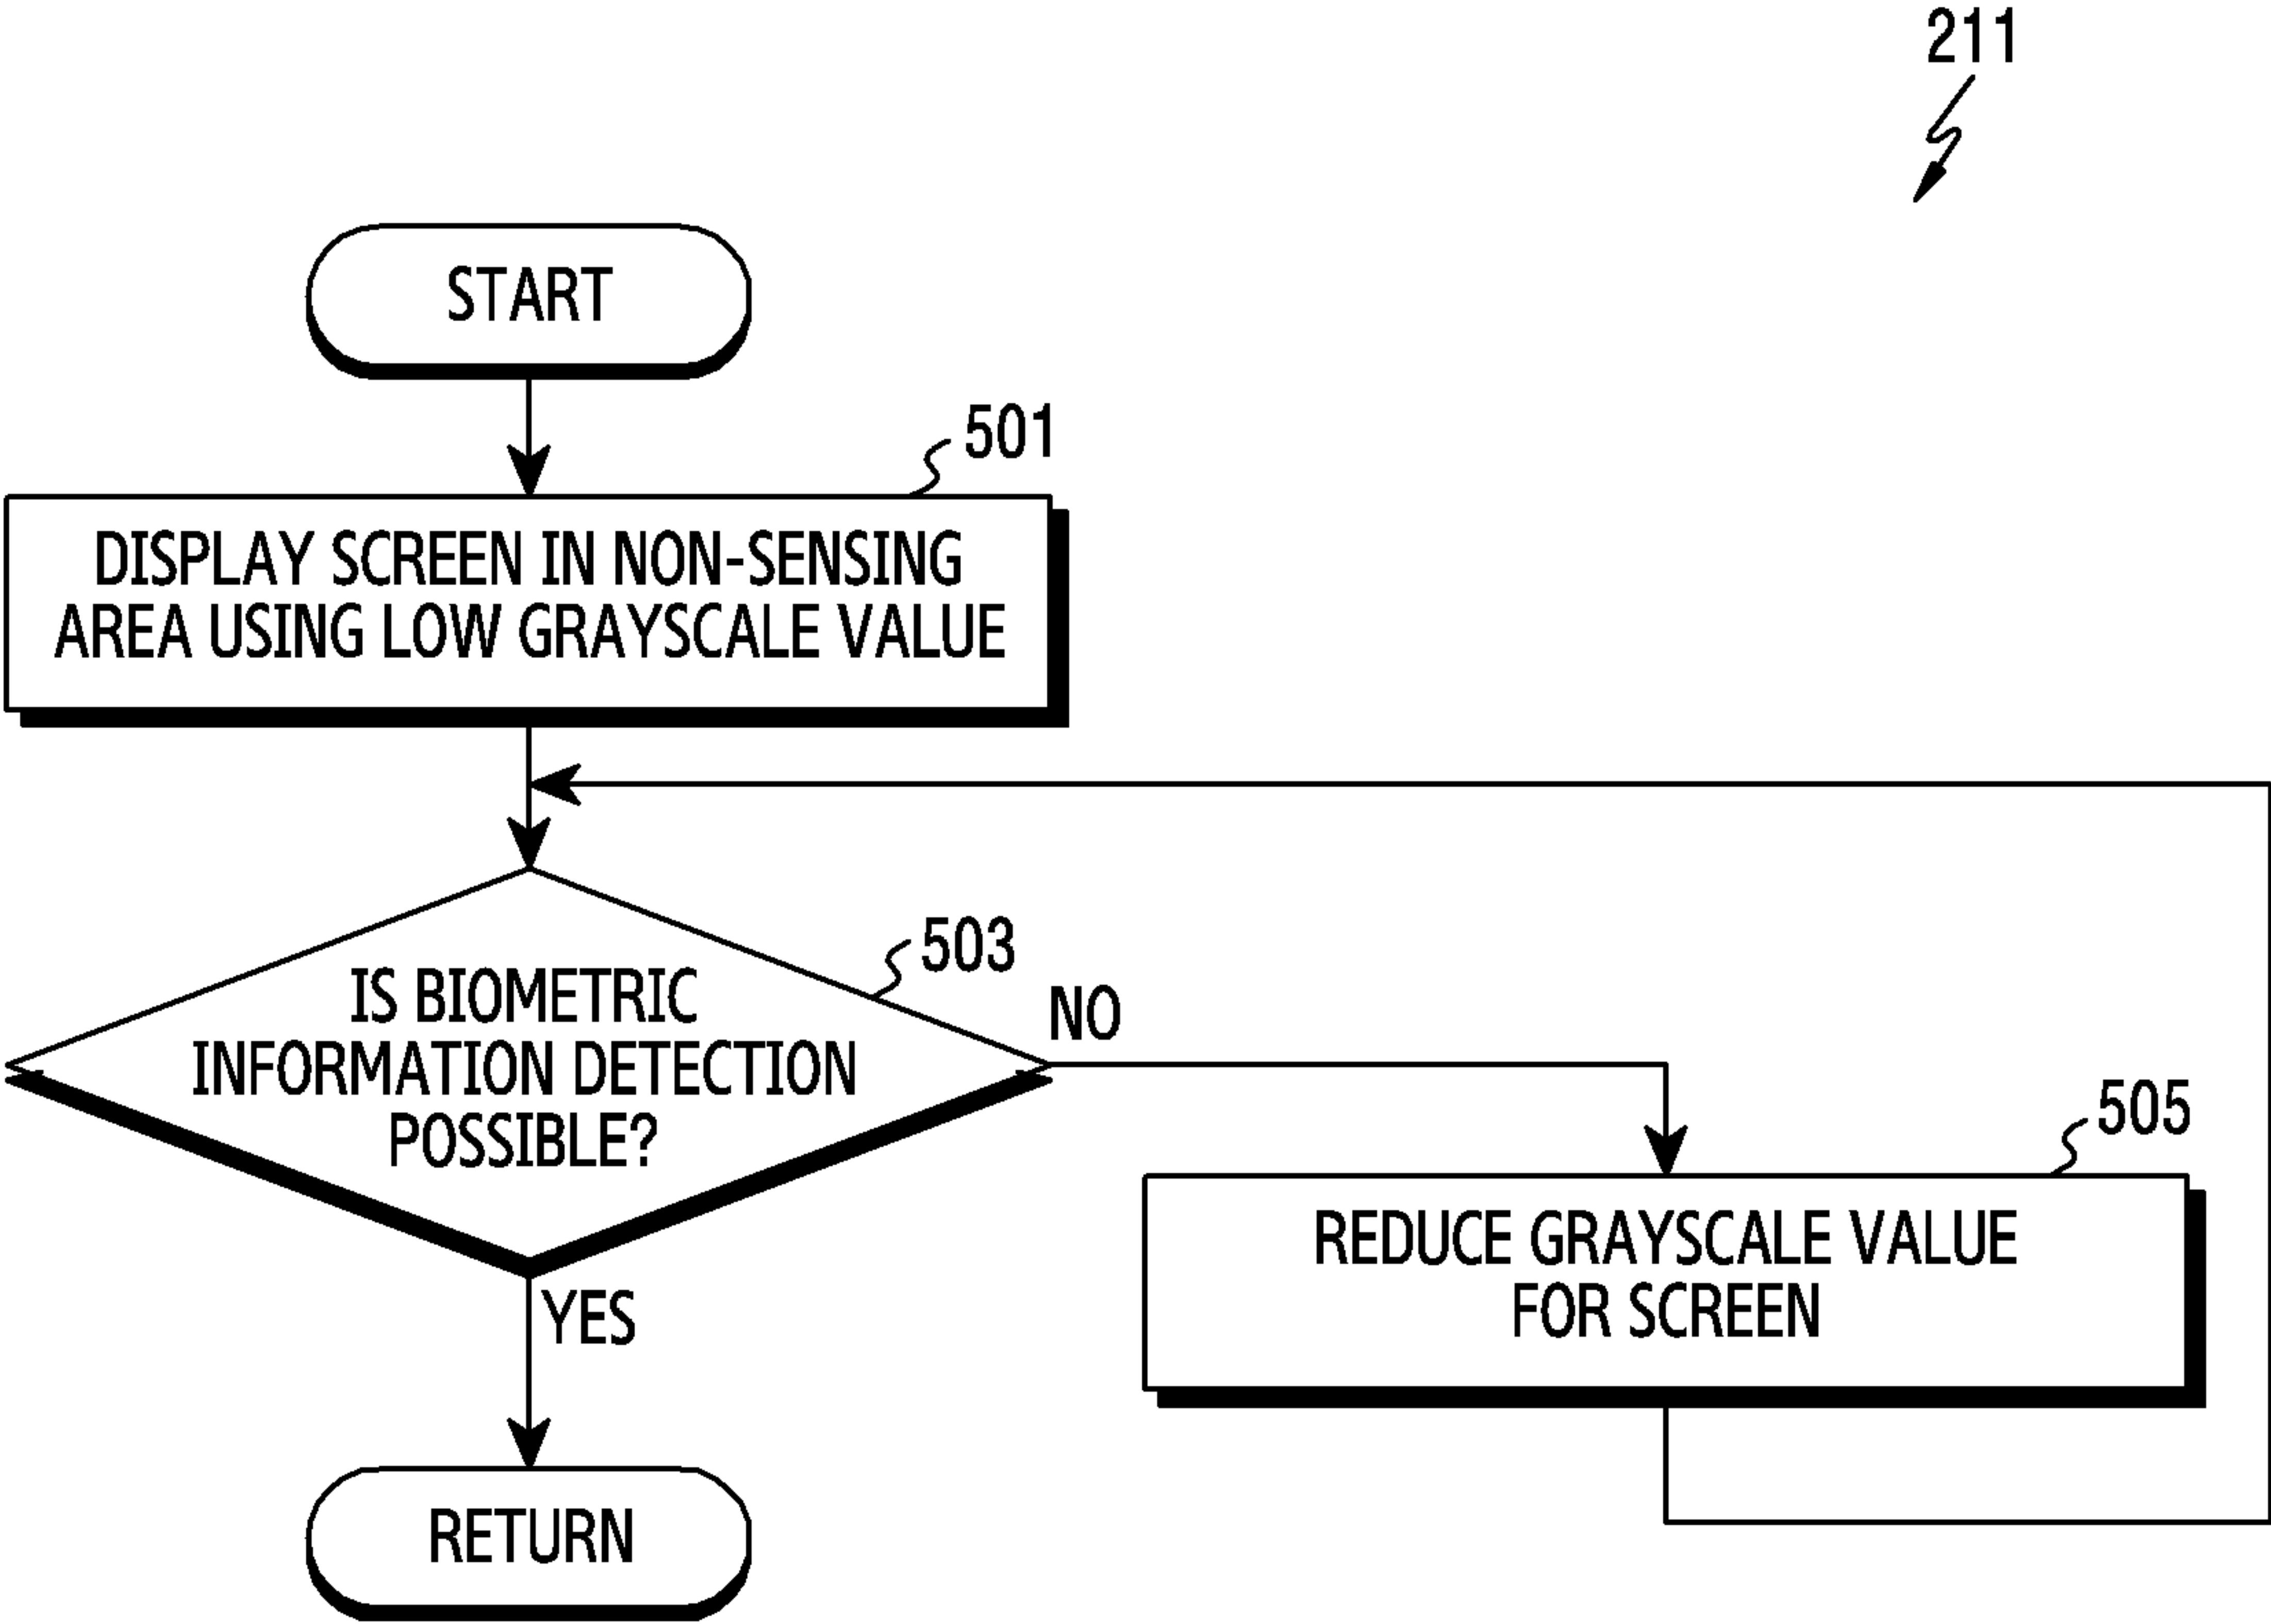 211
START
501
DISPLAY SCREEN IN NON-SENSING
AREA USING LOW GRAYSCALE VALUE
503
IS BIOMETRIC
INFORMATION DETECTION
POSSIBLE?
NO
505
REDUCE GRAYSCALE VALUE
FOR SCREEN
YES
RETURN